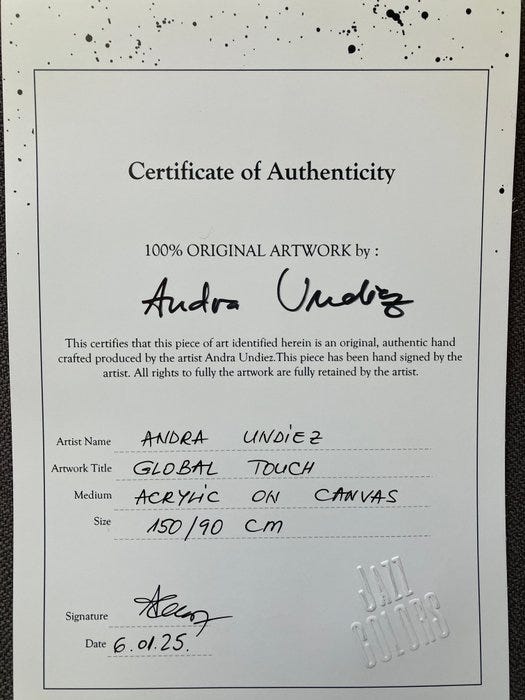 Certificate of Authenticity
100% ORIGINAL ARTWORK by :
Andra Undiez
This certifies that this piece of art identified herein is an original, authentic hand
crafted produced by the artist Andra Undiez.This piece has been hand signed by the
artist. All rights to fully the artwork are fully retained by the artist.
Artist Name ANDRA UNDiEZ
Artwork Title GLOBAL TOUCH
Medium ACRYLiC ON CANVAS
Size 150/90 cm
Signature
Date 6.01.25.
JAZZ
COLORS